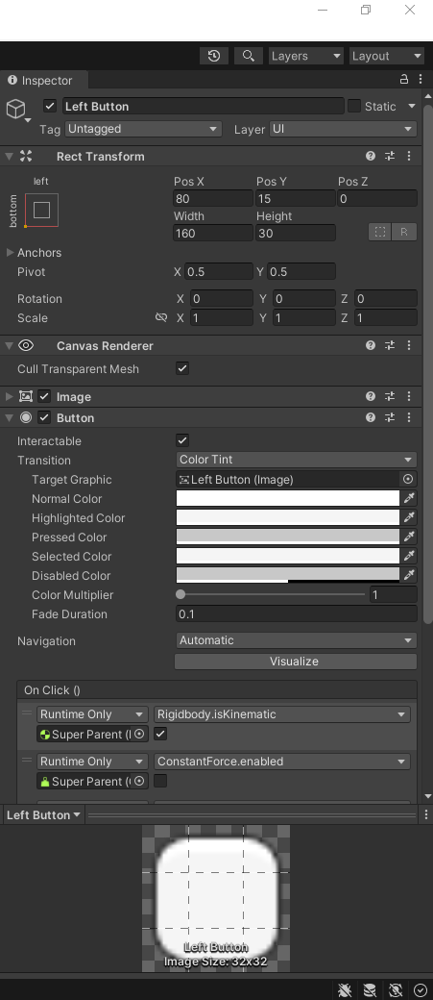 Layers Layout
Inspector
Left Button Static
Tag Untagged Layer UI
Rect Transform
left Pos X Pos Y Pos Z
bottom 80 15 0
Width Height
160 30 R
Anchors
Pivot X 0.5 Y 0.5
Rotation X 0 Y 0 Z 0
Scale X 1 Y 1 Z 1
Canvas Renderer
Cull Transparent Mesh
Image
Button
Interactable
Transition Color Tint
Target Graphic Left Button (Image)
Normal Color
Highlighted Color
Pressed Color
Selected Color
Disabled Color
Color Multiplier 1
Fade Duration 0.1
Navigation Automatic
Visualize
On Click ()
Runtime Only Rigidbody.isKinematic
Super Parent (
Runtime Only ConstantForce.enabled
Super Parent (
Left Button
Left Button
Image Size: 32x32